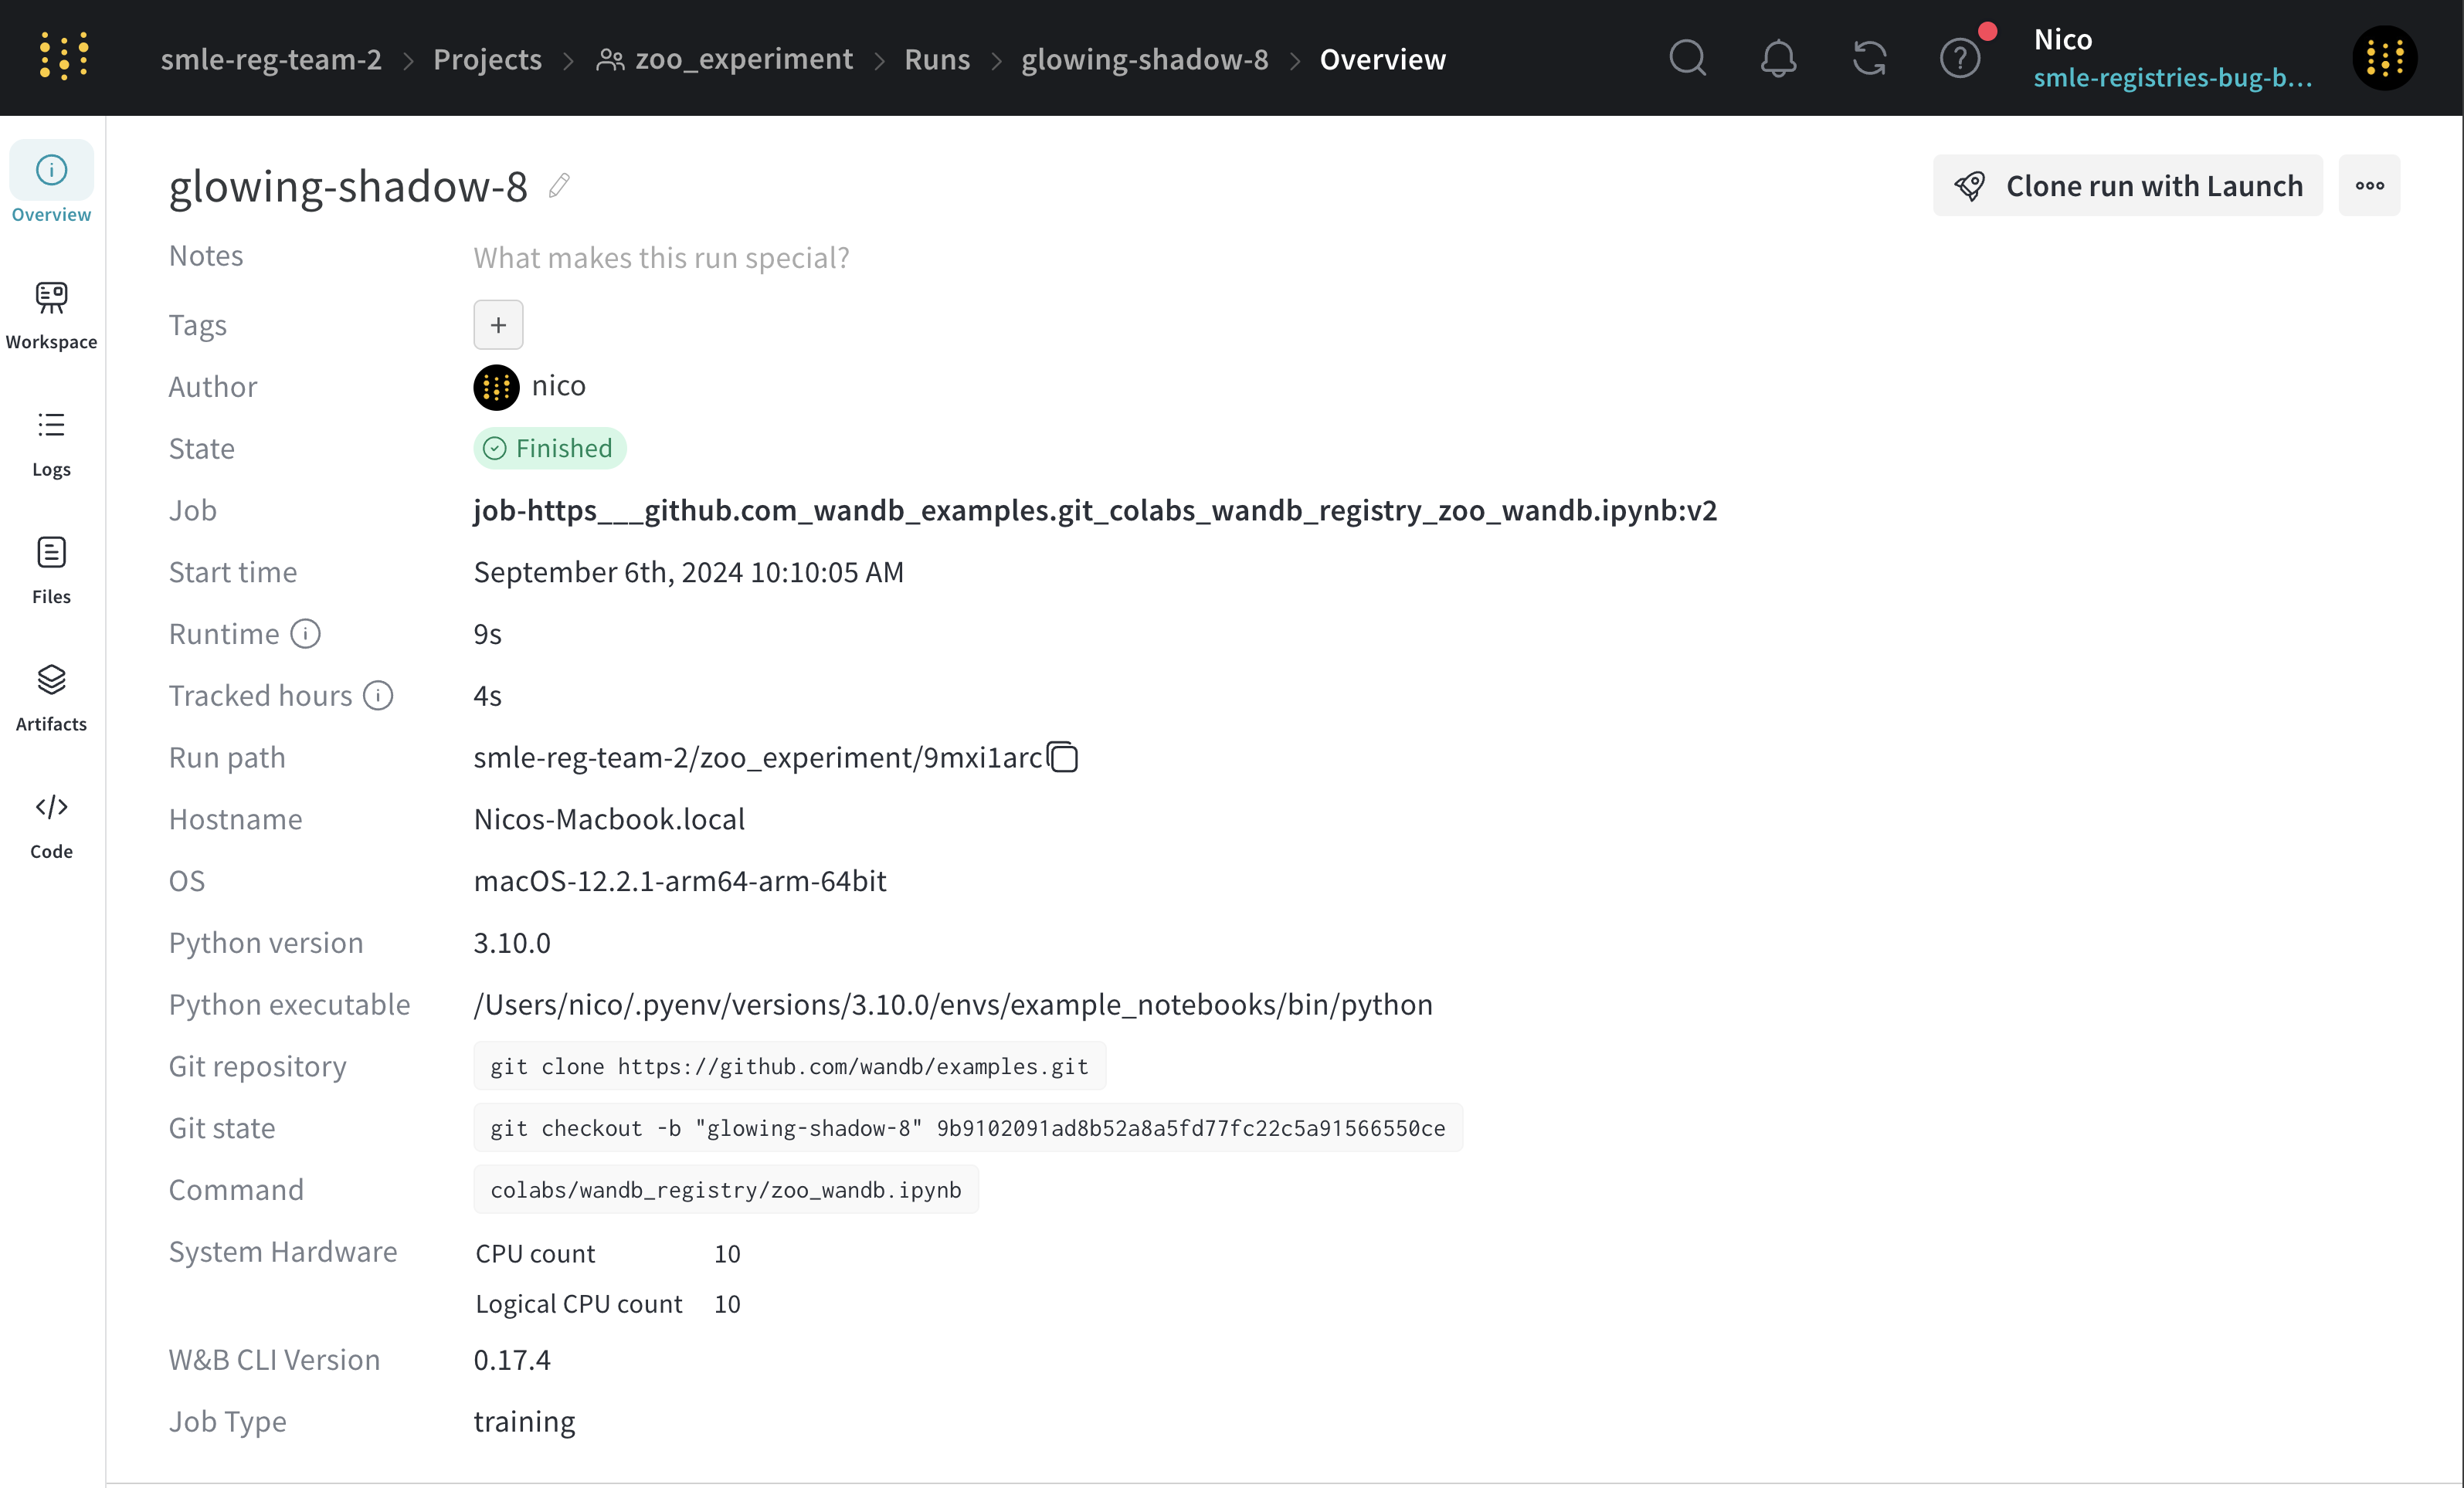 smle-reg-team-2 > Projects > zoo_experiment > Runs > glowing-shadow-8 > Overview
Nico
smle-registries-bug-b...
Overview
Workspace
Logs
Files
Artifacts
Code
glowing-shadow-8
Clone run with Launch
Notes What makes this run special?
Tags +
Author nico
State Finished
Job job-https___github.com_wandb_examples.git_colabs_wandb_registry_zoo_wandb.ipynb:v2
Start time September 6th, 2024 10:10:05 AM
Runtime 9s
Tracked hours 4s
Run path smle-reg-team-2/zoo_experiment/9mxi1arc
Hostname Nicos-Macbook.local
OS macOS-12.2.1-arm64-arm-64bit
Python version 3.10.0
Python executable /Users/nico/.pyenv/versions/3.10.0/envs/example_notebooks/bin/python
Git repository git clone https://github.com/wandb/examples.git
Git state git checkout -b "glowing-shadow-8" 9b9102091ad8b52a8a5fd77fc22c5a91566550ce
Command colabs/wandb_registry/zoo_wandb.ipynb
System Hardware CPU count 10
Logical CPU count 10
W&B CLI Version 0.17.4
Job Type training